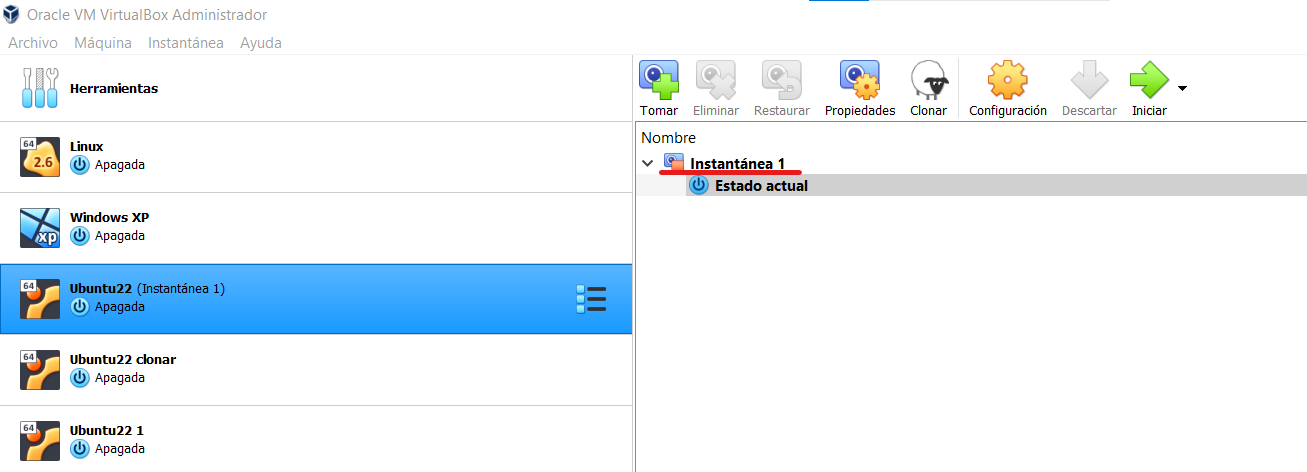 Oracle VM VirtualBox Administrador
Archivo Máquina Instantánea Ayuda
Herramientas
64
2.6
Linux
Apagada
xp
Windows XP
Apagada
64
Ubuntu22 (Instantánea 1)
Apagada
64
Ubuntu22 clonar
Apagada
64
Ubuntu22 1
Apagada
Tomar Eliminar Restaurar Propiedades Clonar Configuración Descartar Iniciar
Nombre
Instantánea 1
Estado actual